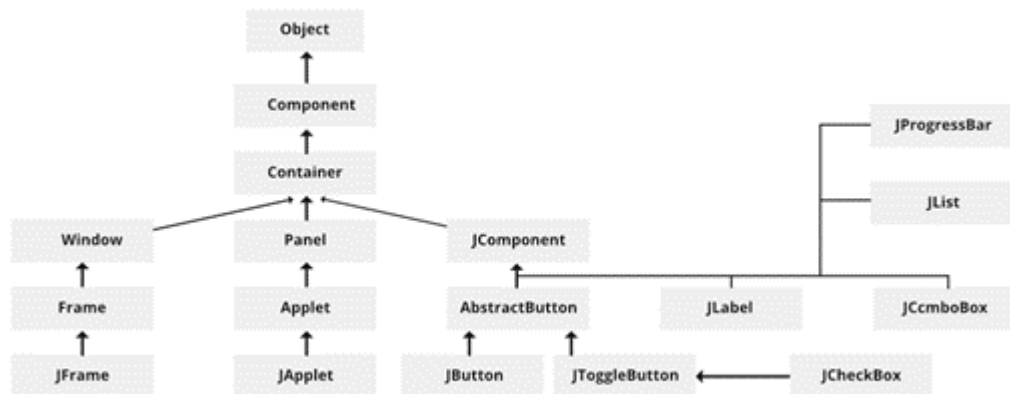 Object
Component
JProgressBar
Container
JList
Window
Panel
JComponent
Frame
Applet
AbstractButton
JLabel
JCcmboBox
JFrame
JApplet
JButton
JToggleButton
JCheckBox